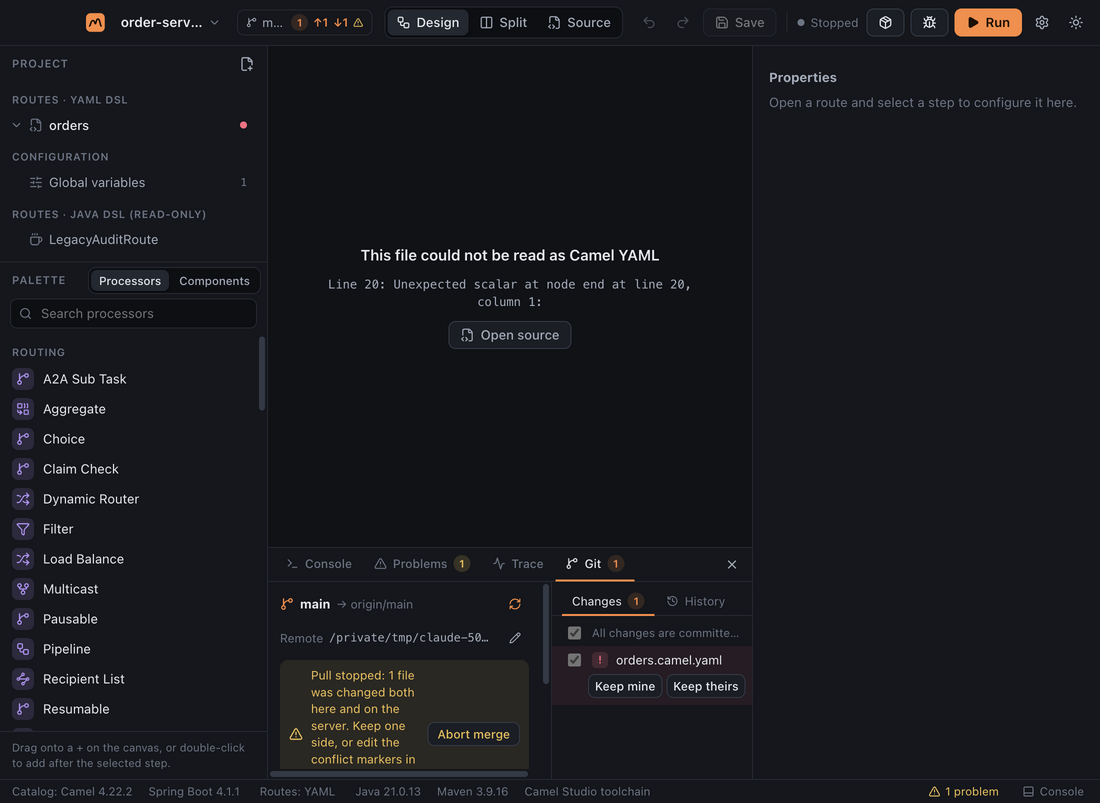 order-serv...
m... 1 ↑1 ↓1
Design
Split
Source
Save
Stopped
Run
PROJECT
ROUTES · YAML DSL
orders
CONFIGURATION
Global variables 1
ROUTES · JAVA DSL (READ-ONLY)
LegacyAuditRoute
PALETTE
Processors
Components
Search processors
ROUTING
A2A Sub Task
Aggregate
Choice
Claim Check
Dynamic Router
Filter
Load Balance
Multicast
Pausable
Pipeline
Recipient List
Resumable
Drag onto a + on the canvas, or double-click
to add after the selected step.
This file could not be read as Camel YAML
Line 20: Unexpected scalar at node end at line 20,
column 1:
Open source
Properties
Open a route and select a step to configure it here.
Console
Problems 1
Trace
Git 1
main → origin/main
Remote /private/tmp/claude-50...
Pull stopped: 1 file
was changed both
here and on the
server. Keep one
side, or edit the
conflict markers in
Abort merge
Changes 1
History
All changes are committe...
! orders.camel.yaml
Keep mine
Keep theirs
Catalog: Camel 4.22.2
Spring Boot 4.1.1
Routes: YAML
Java 21.0.13
Maven 3.9.16
Camel Studio toolchain
1 problem
Console